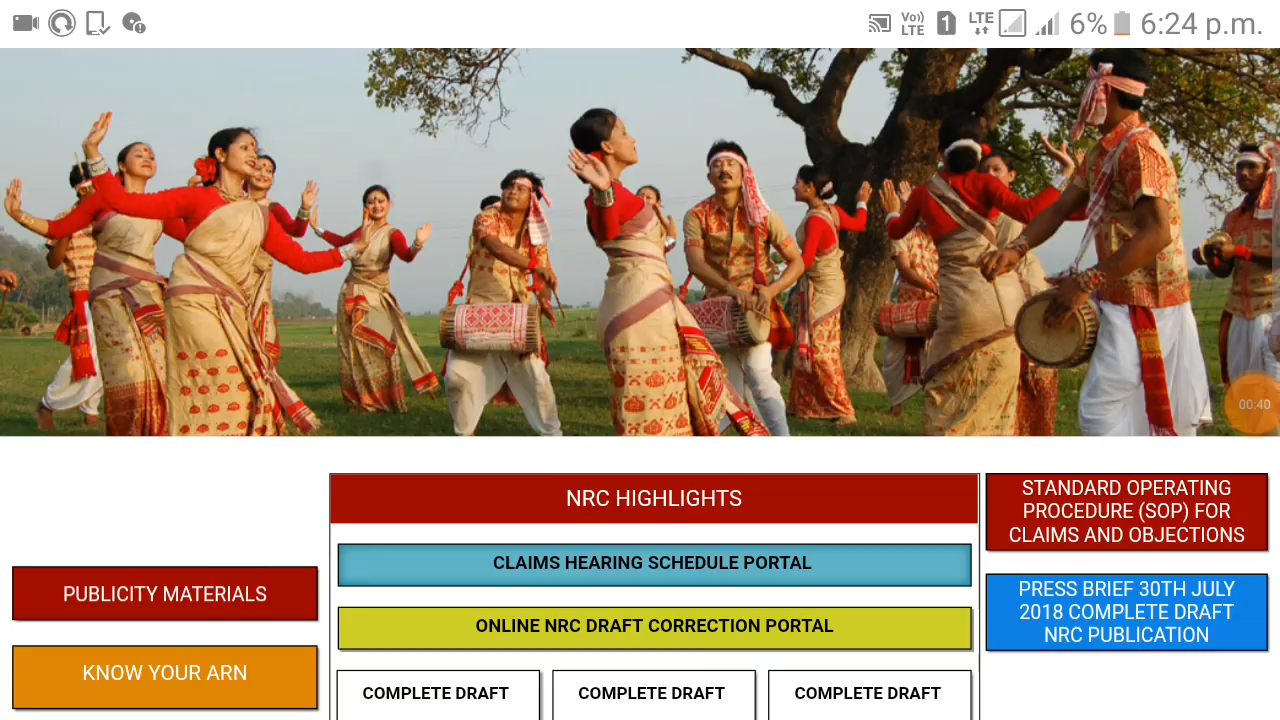 Vo))
LTE
1
LTE
6%
6:24 p.m.
00:40
NRC HIGHLIGHTS
CLAIMS HEARING SCHEDULE PORTAL
ONLINE NRC DRAFT CORRECTION PORTAL
COMPLETE DRAFT
COMPLETE DRAFT
COMPLETE DRAFT
PUBLICITY MATERIALS
KNOW YOUR ARN
STANDARD OPERATING
PROCEDURE (SOP) FOR
CLAIMS AND OBJECTIONS
PRESS BRIEF 30TH JULY
2018 COMPLETE DRAFT
NRC PUBLICATION